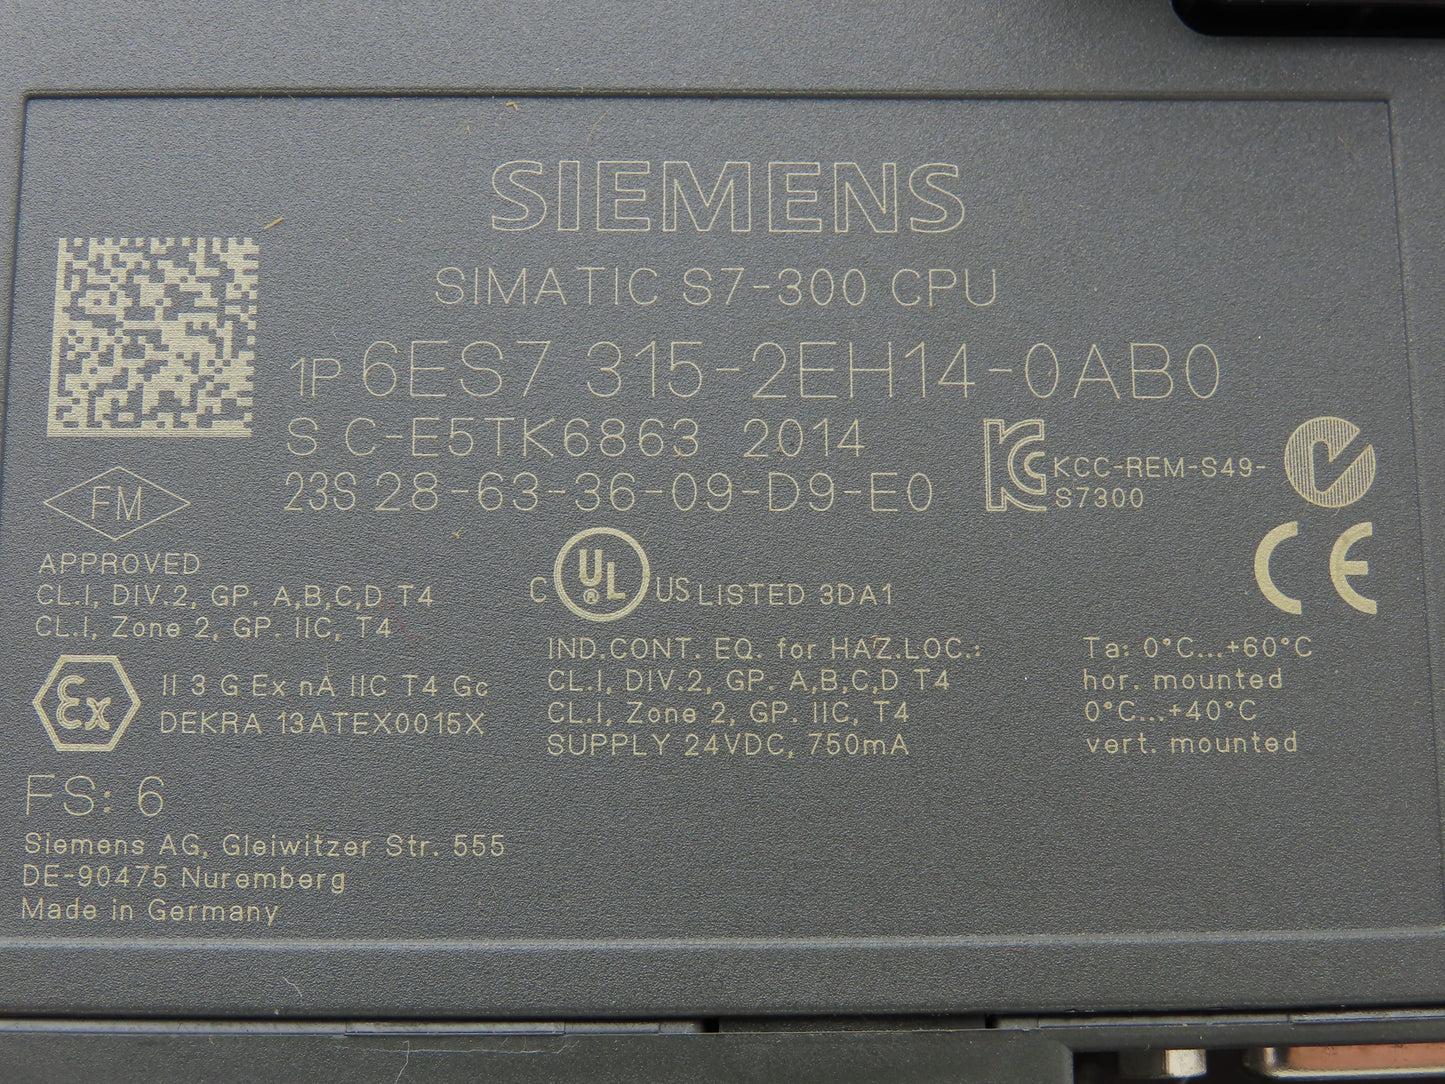 SIEMENS
SIMATIC S7-300 CPU
1P 6ES7 315-2EH14-0AB0
S C-E5TK6863 2014
23S 28-63-36-09-D9-E0
KCC-REM-S49-
S7300
FM
APPROVED
CL.I, DIV.2, GP. A,B,C,D T4
CL.I, Zone 2, GP. IIC, T4
C UL ® US LISTED 3DA1
CE
IND.CONT. EQ. for HAZ.LOC.:
CL.I, DIV.2, GP. A,B,C,D T4
CL.I, Zone 2, GP. IIC, T4
SUPPLY 24VDC, 750mA
Ta: 0°C...+60°C
hor. mounted
0°C...+40°C
vert. mounted
Ex
II 3 G Ex nA IIC T4 Gc
DEKRA 13ATEX0015X
FS: 6
Siemens AG, Gleiwitzer Str. 555
DE-90475 Nuremberg
Made in Germany